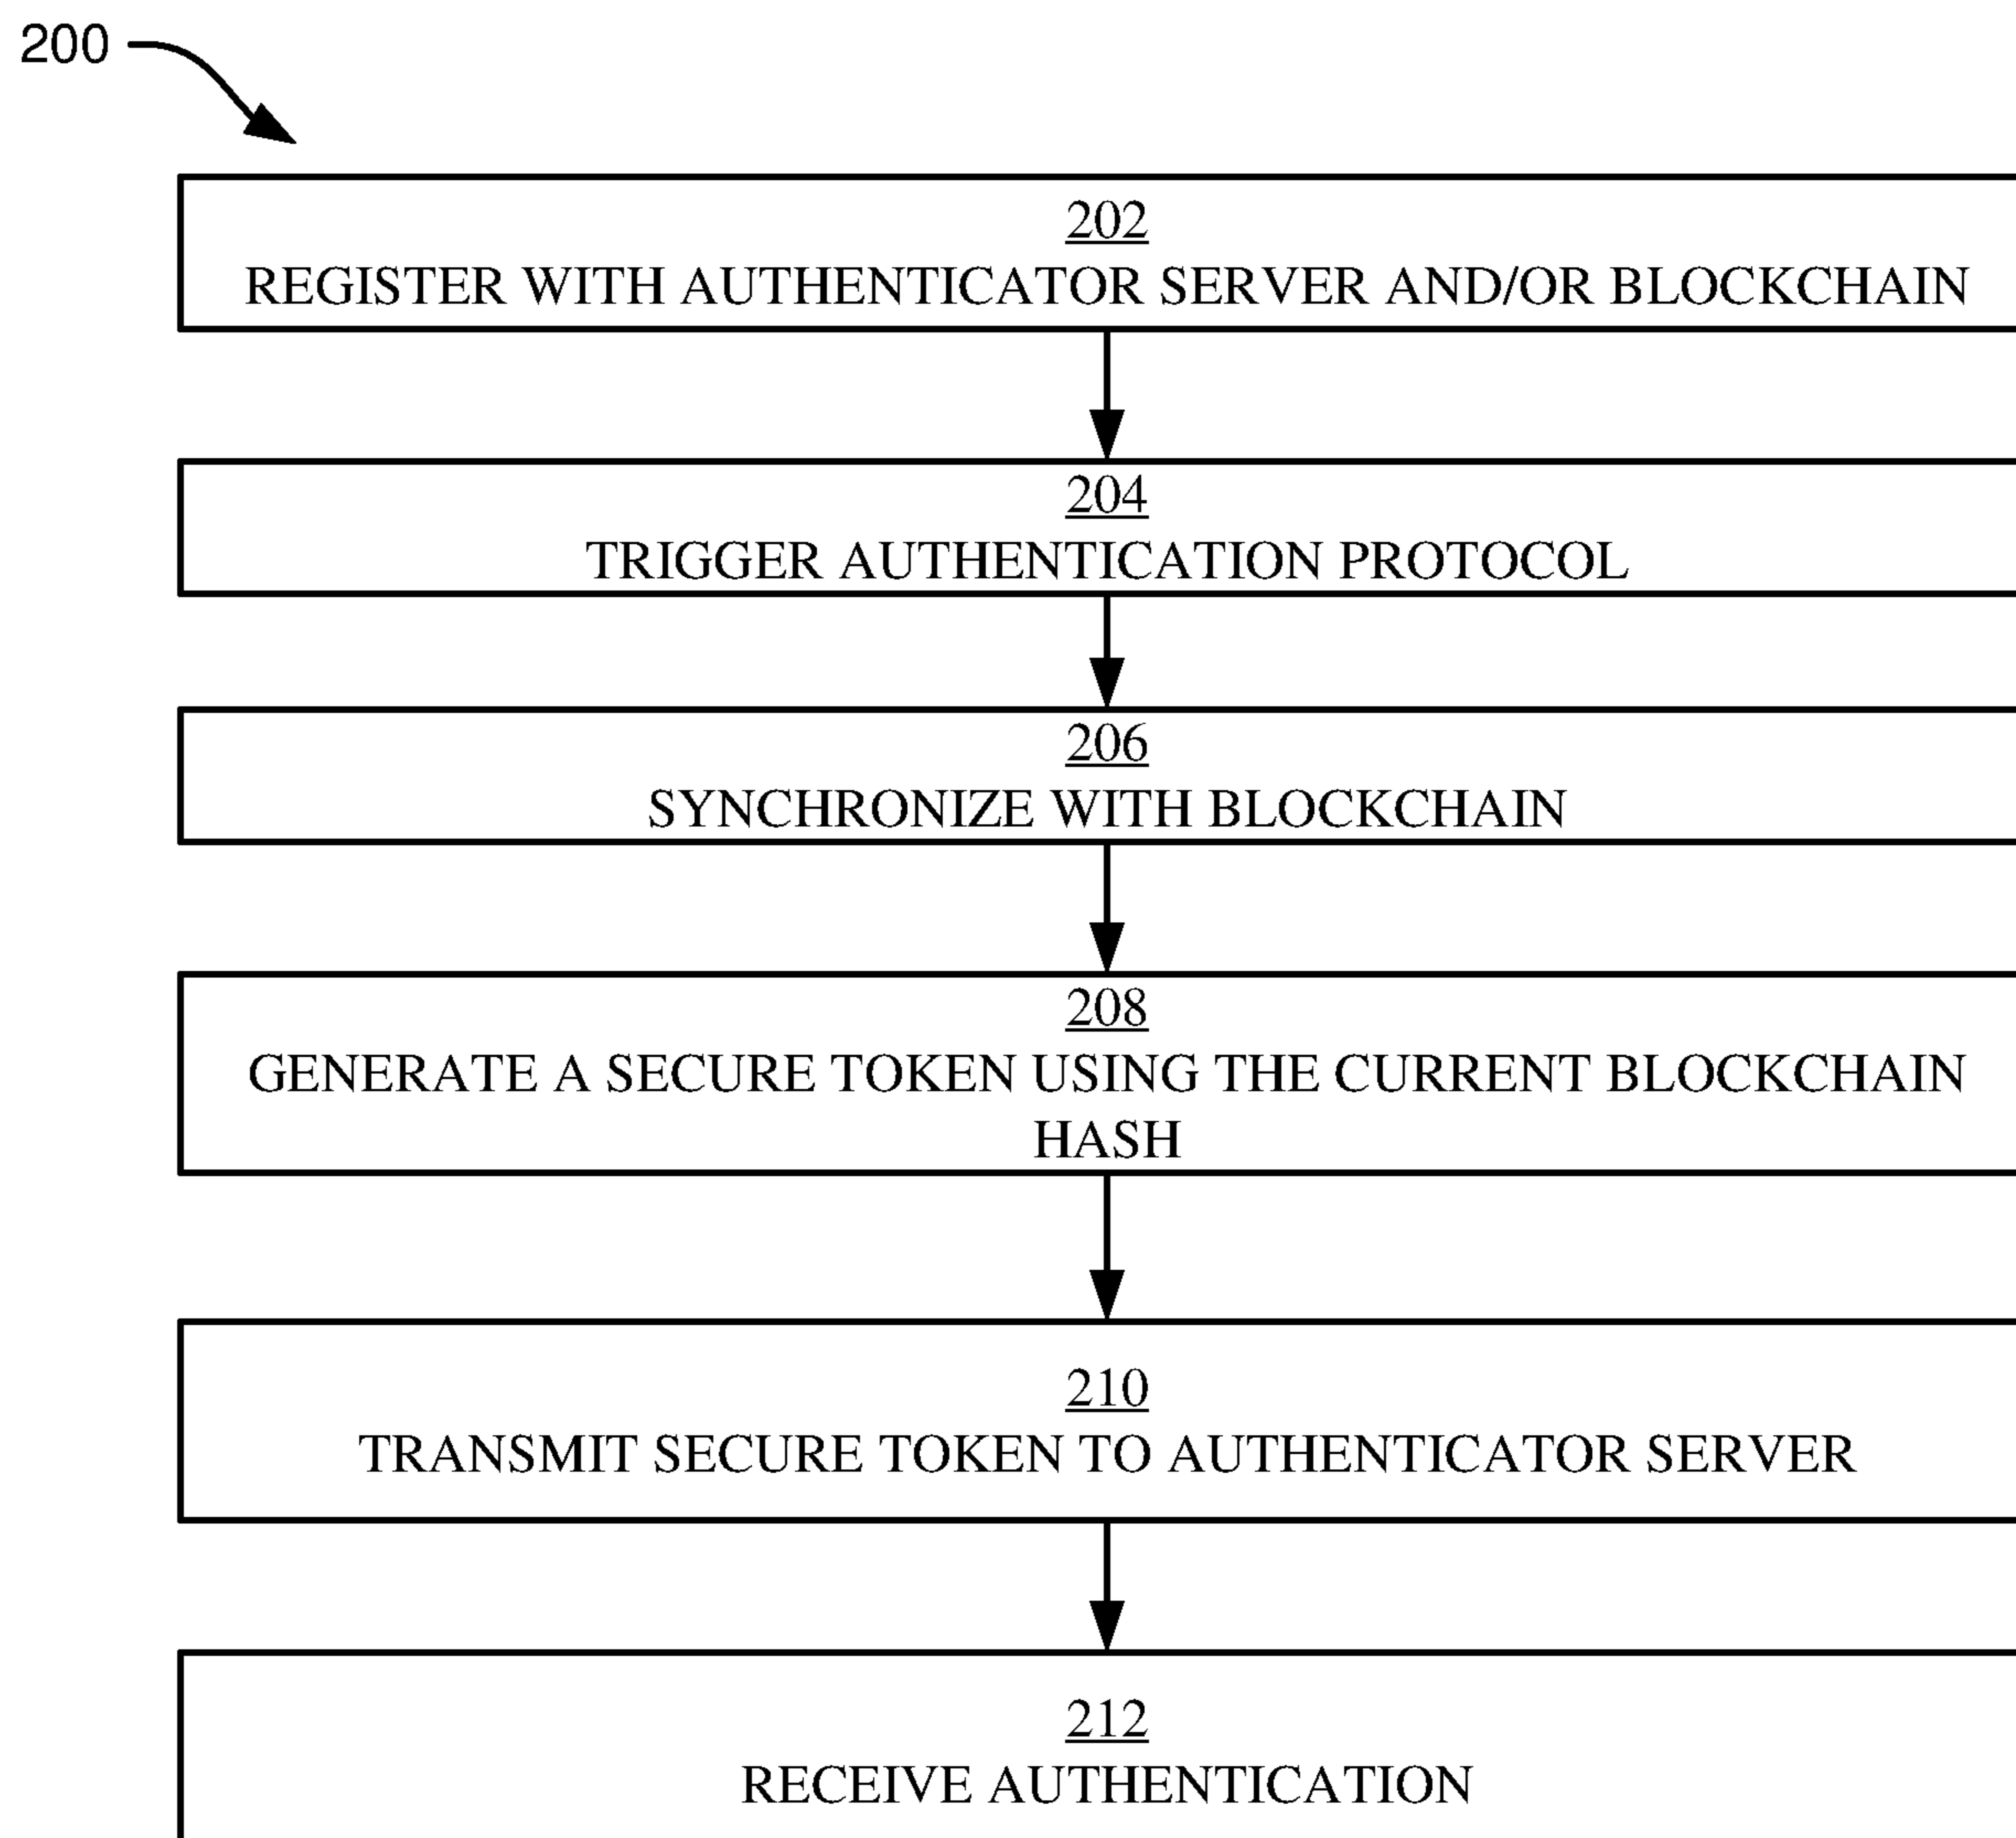 200
202
REGISTER WITH AUTHENTICATOR SERVER AND/OR BLOCKCHAIN
204
TRIGGER AUTHENTICATION PROTOCOL
206
SYNCHRONIZE WITH BLOCKCHAIN
208
GENERATE A SECURE TOKEN USING THE CURRENT BLOCKCHAIN
HASH
210
TRANSMIT SECURE TOKEN TO AUTHENTICATOR SERVER
212
RECEIVE AUTHENTICATION